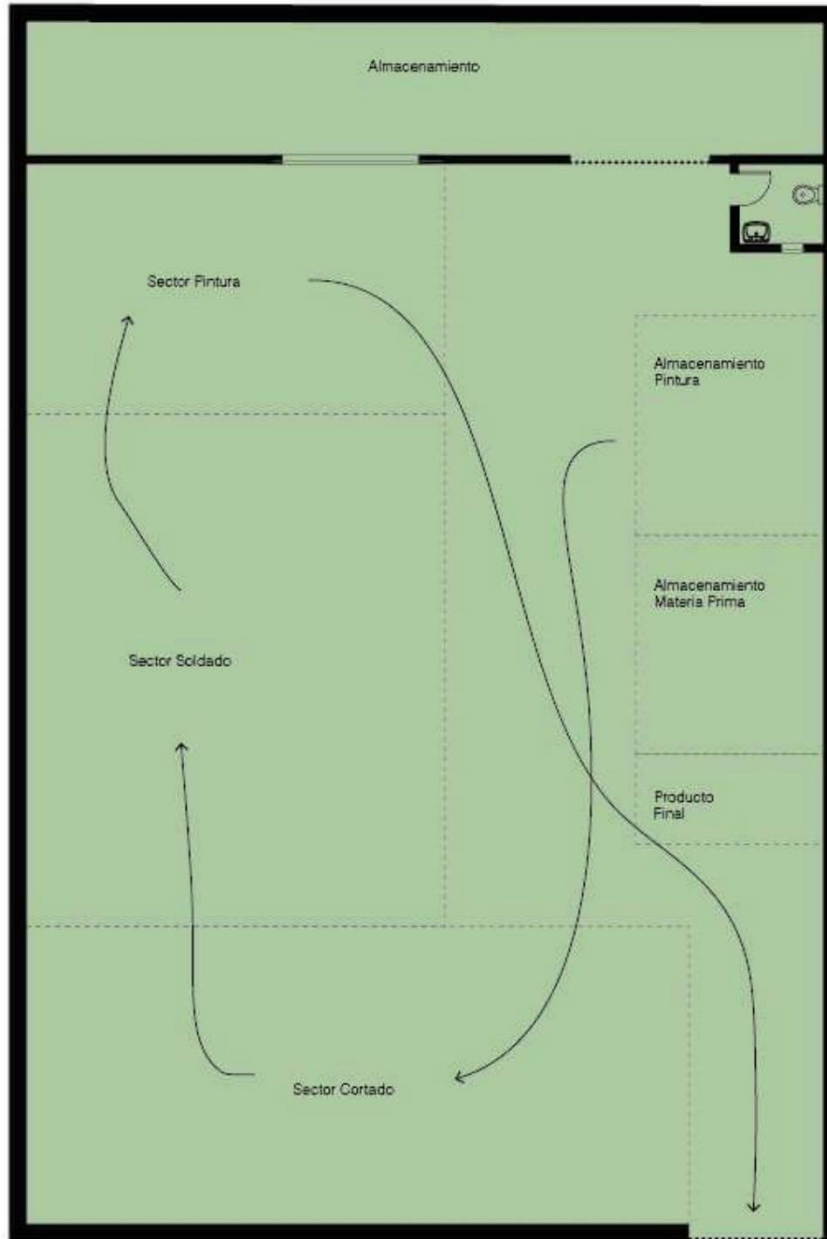 Almacenamiento
Sector Pintura
Almacenamiento
Pintura
Almacenamiento
Materia Prima
Sector Soldado
Producto
Final
Sector Cortado